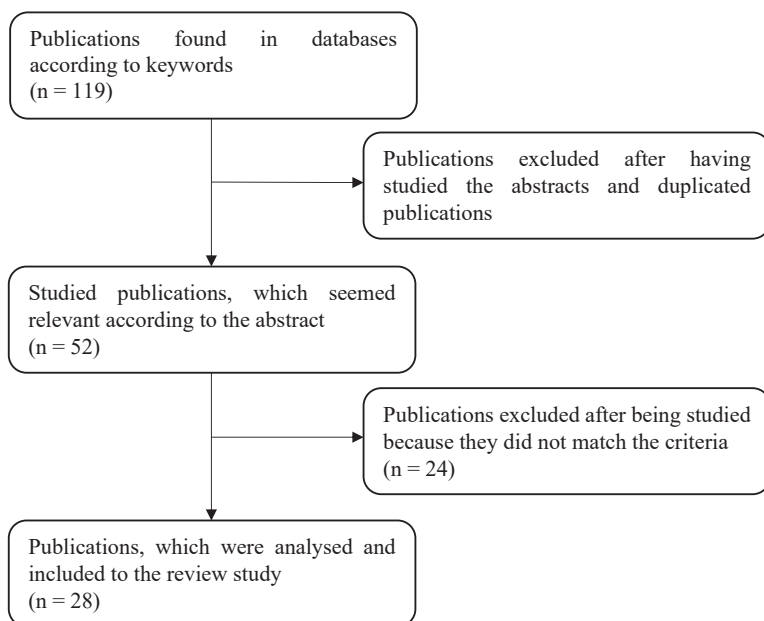 Publications found in databases
according to keywords
(n = 119)
Publications excluded after having
studied the abstracts and duplicated
publications
Studied publications, which seemed
relevant according to the abstract
(n = 52)
Publications excluded after being studied
because they did not match the criteria
(n = 24)
Publications, which were analysed and
included to the review study
(n = 28)